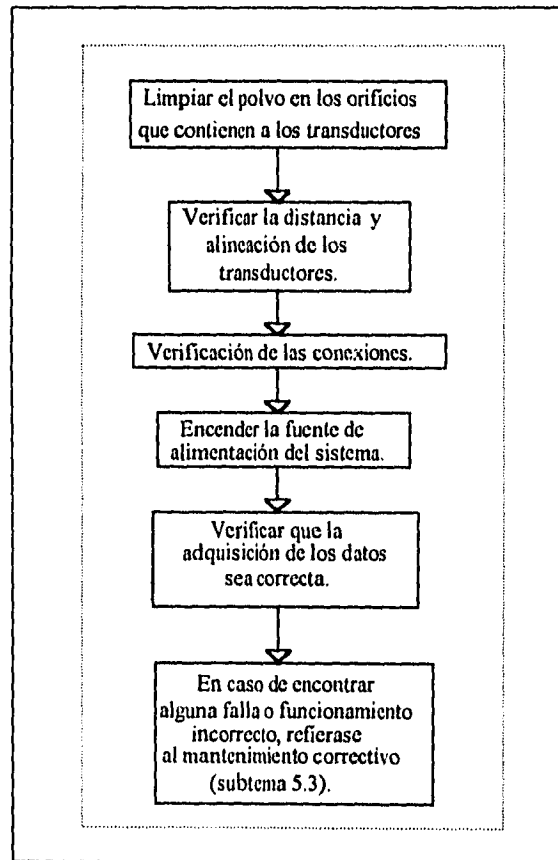 Limpiar el polvo en los orificios
que contienen a los transductores
Verificar la distancia y
alineación de los
transductores.
Verificación de las conexiones.
Encender la fuente de
alimentación del sistema.
Verificar que la
adquisición de los datos
sea correcta.
En caso de encontrar
alguna falla o funcionamiento
incorrecto, refierase
al mantenimiento correctivo
(subtema 5.3).